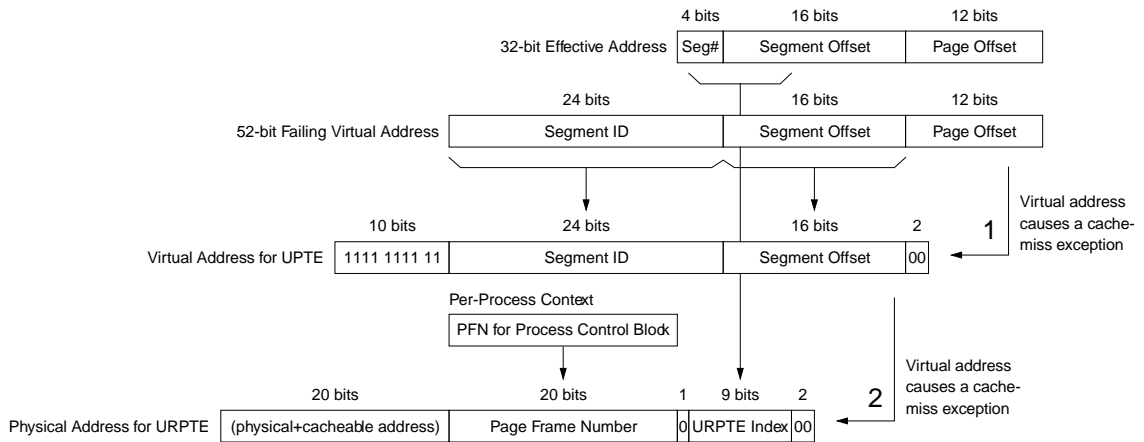 4 bits 16 bits 12 bits
32-bit Effective Address Seg# Segment Offset Page Offset
24 bits 16 bits 12 bits
52-bit Failing Virtual Address Segment ID Segment Offset Page Offset
Virtual address
causes a cache-
miss exception
1
10 bits 24 bits 16 bits 2
Virtual Address for UPTE 1111 1111 11 Segment ID Segment Offset 00
Per-Process Context
PFN for Process Control Block
Virtual address
causes a cache-
miss exception
2
20 bits 20 bits 1 9 bits 2
Physical Address for URPTE (physical+cacheable address) Page Frame Number 0 URPTE Index 00